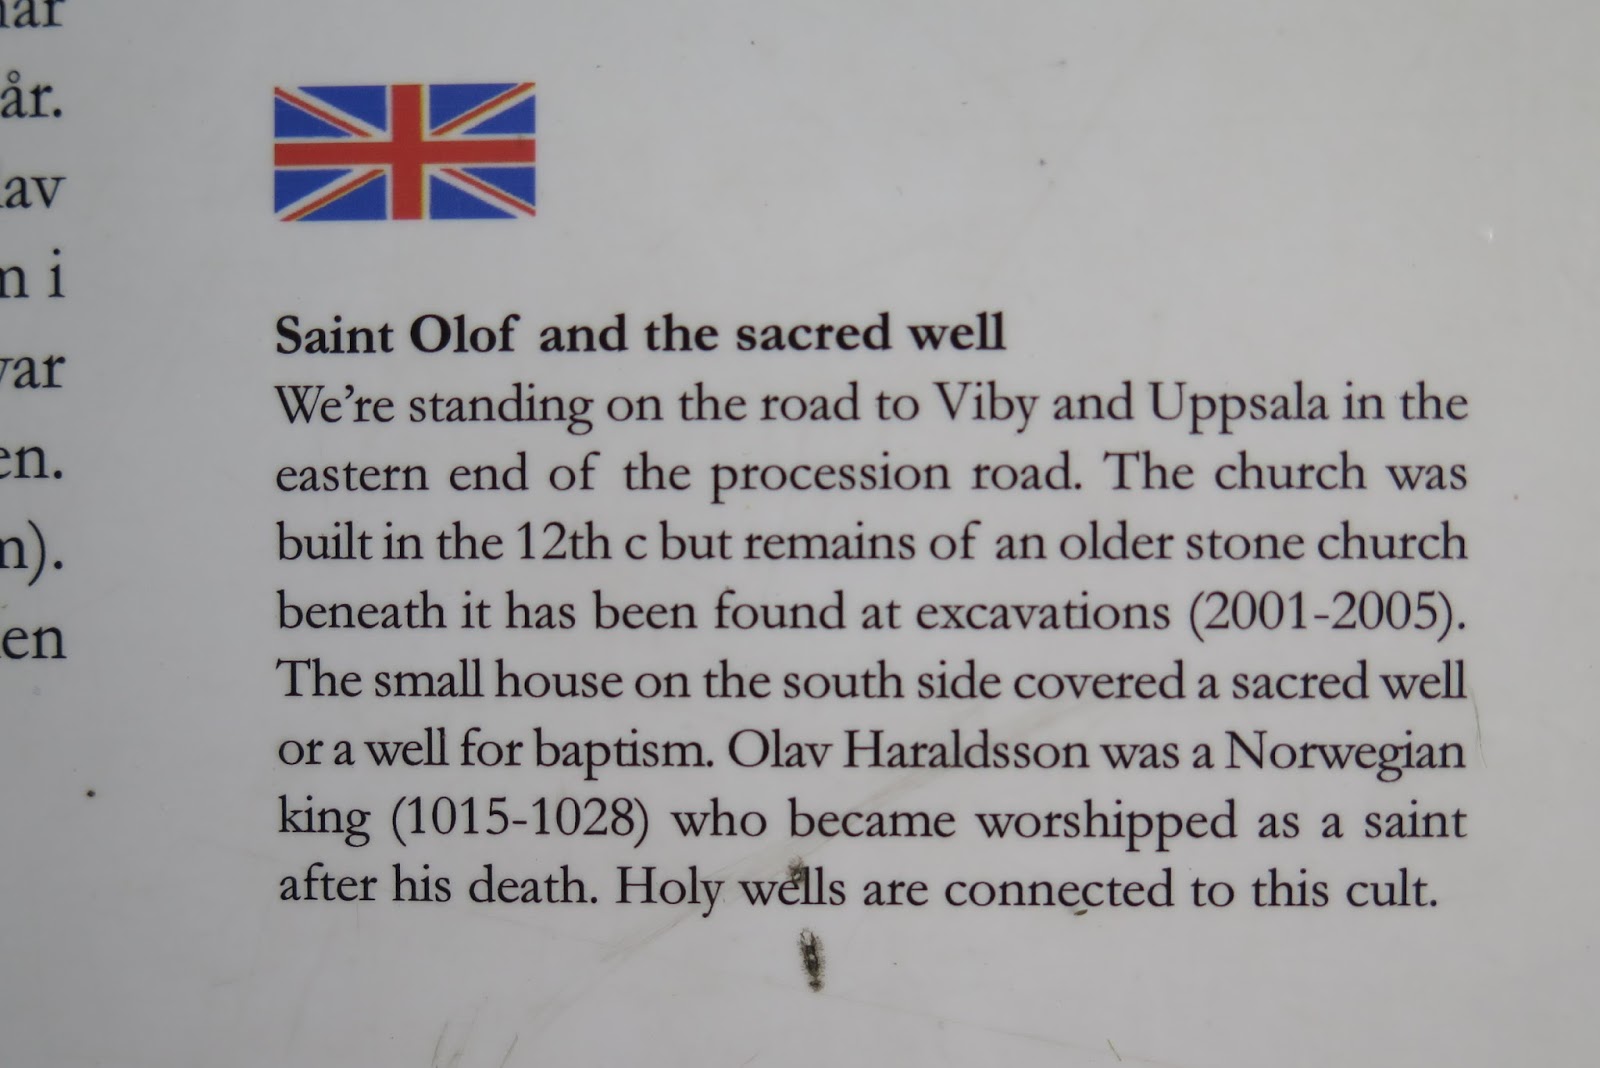 når
år.
lav
m i
var
en.
n).
en
Saint Olof and the sacred well
We're standing on the road to Viby and Uppsala in the
eastern end of the procession road. The church was
built in the 12th c but remains of an older stone church
beneath it has been found at excavations (2001-2005).
The small house on the south side covered a sacred well
or a well for baptism. Olav Haraldsson was a Norwegian
king (1015-1028) who became worshipped as a saint
after his death. Holy wells are connected to this cult.